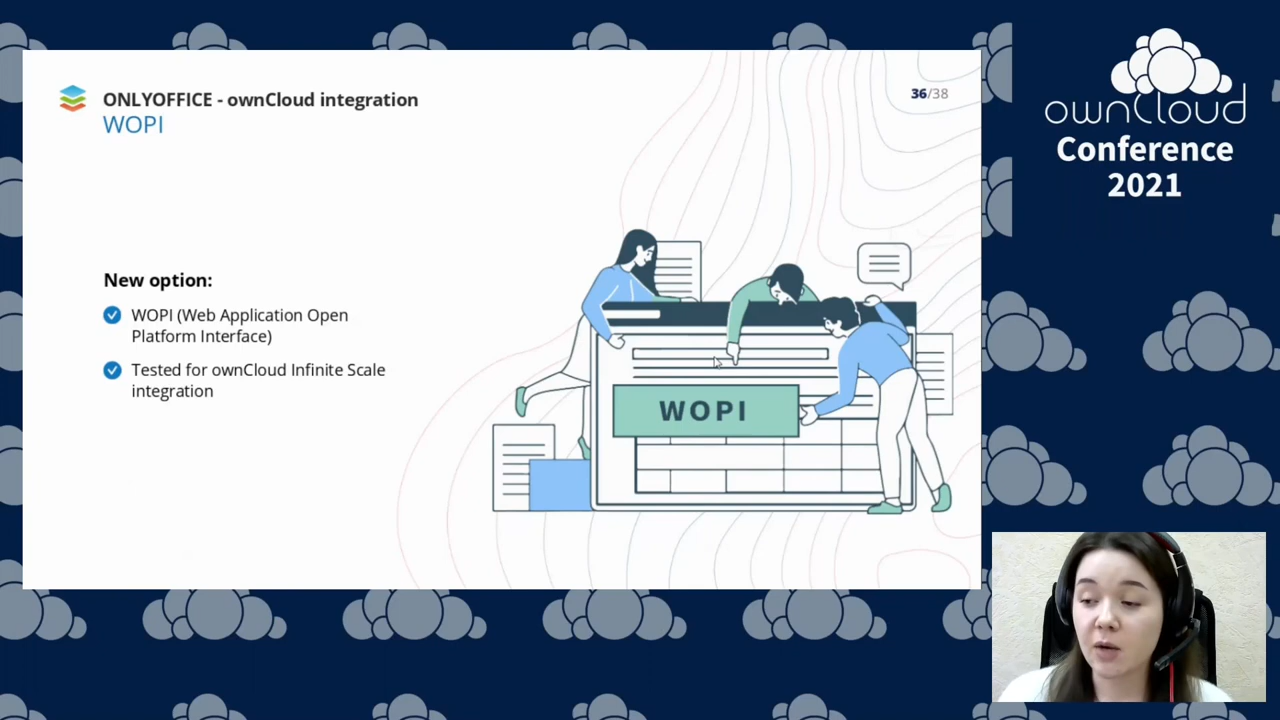 ONLYOFFICE - ownCloud integration
WOPI
36/38
New option:
WOPI (Web Application Open
Platform Interface)
Tested for ownCloud Infinite Scale
integration
WOPI
ownCloud
Conference
2021